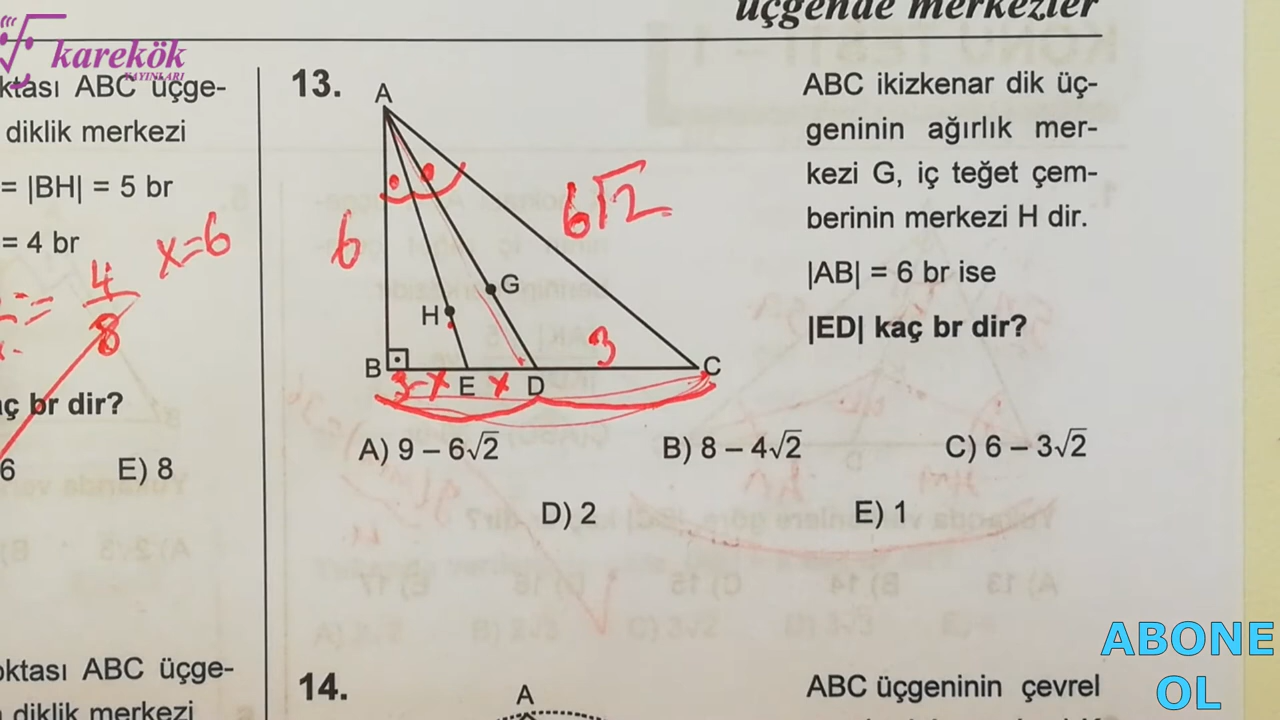 üçgende merkezler
karekök
YAYINLARI
ktası ABC üçge-
diklik merkezi
= |BH| = 5 br
= 4 br
x=6
= 4/8
aç br dir?
6
E) 8
oktası ABC üçge-
diklik merkezi
13.
A
6
6√2
G
H
3
B
3-x
E
x
D
C
ABC ikizkenar dik üç-
geninin ağırlık mer-
kezi G, iç teğet çem-
berinin merkezi H dir.
|AB| = 6 br ise
|ED| kaç br dir?
A) 9 – 6√2
B) 8 – 4√2
C) 6 – 3√2
D) 2
E) 1
14.
A
ABC üçgeninin çevrel
ABONE
OL